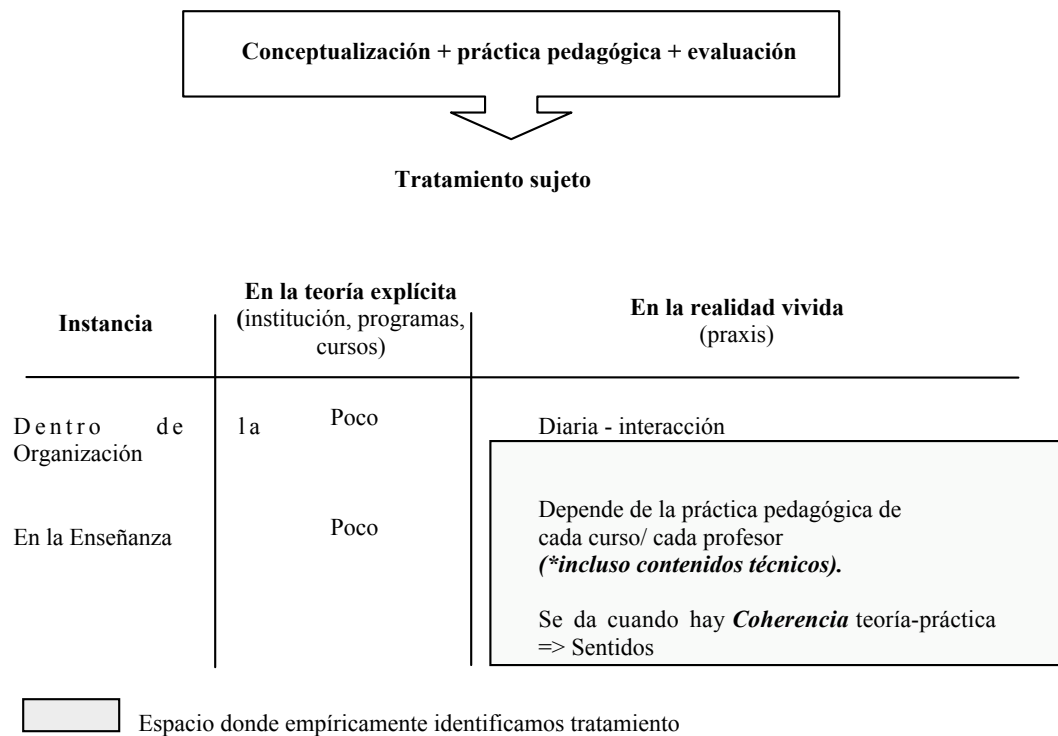 Conceptualización + práctica pedagógica + evaluación
Tratamiento sujeto
Instancia
En la teoría explícita
(institución, programas,
cursos)
En la realidad vivida
(praxis)
Dentro de la
Organización
Poco
Diaria - interacción
En la Enseñanza
Poco
Depende de la práctica pedagógica de
cada curso/ cada profesor
(*incluso contenidos técnicos).
Se da cuando hay Coherencia teoría-práctica
=> Sentidos
Espacio donde empíricamente identificamos tratamiento